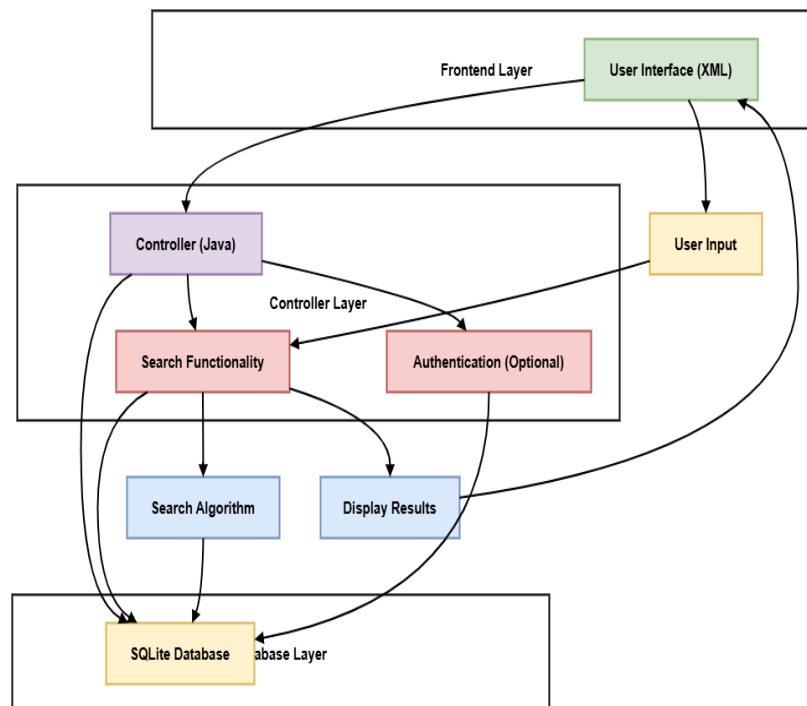 Frontend Layer
User Interface (XML)
Controller (Java)
User Input
Controller Layer
Search Functionality
Authentication (Optional)
Search Algorithm
Display Results
SQLite Database
abase Layer